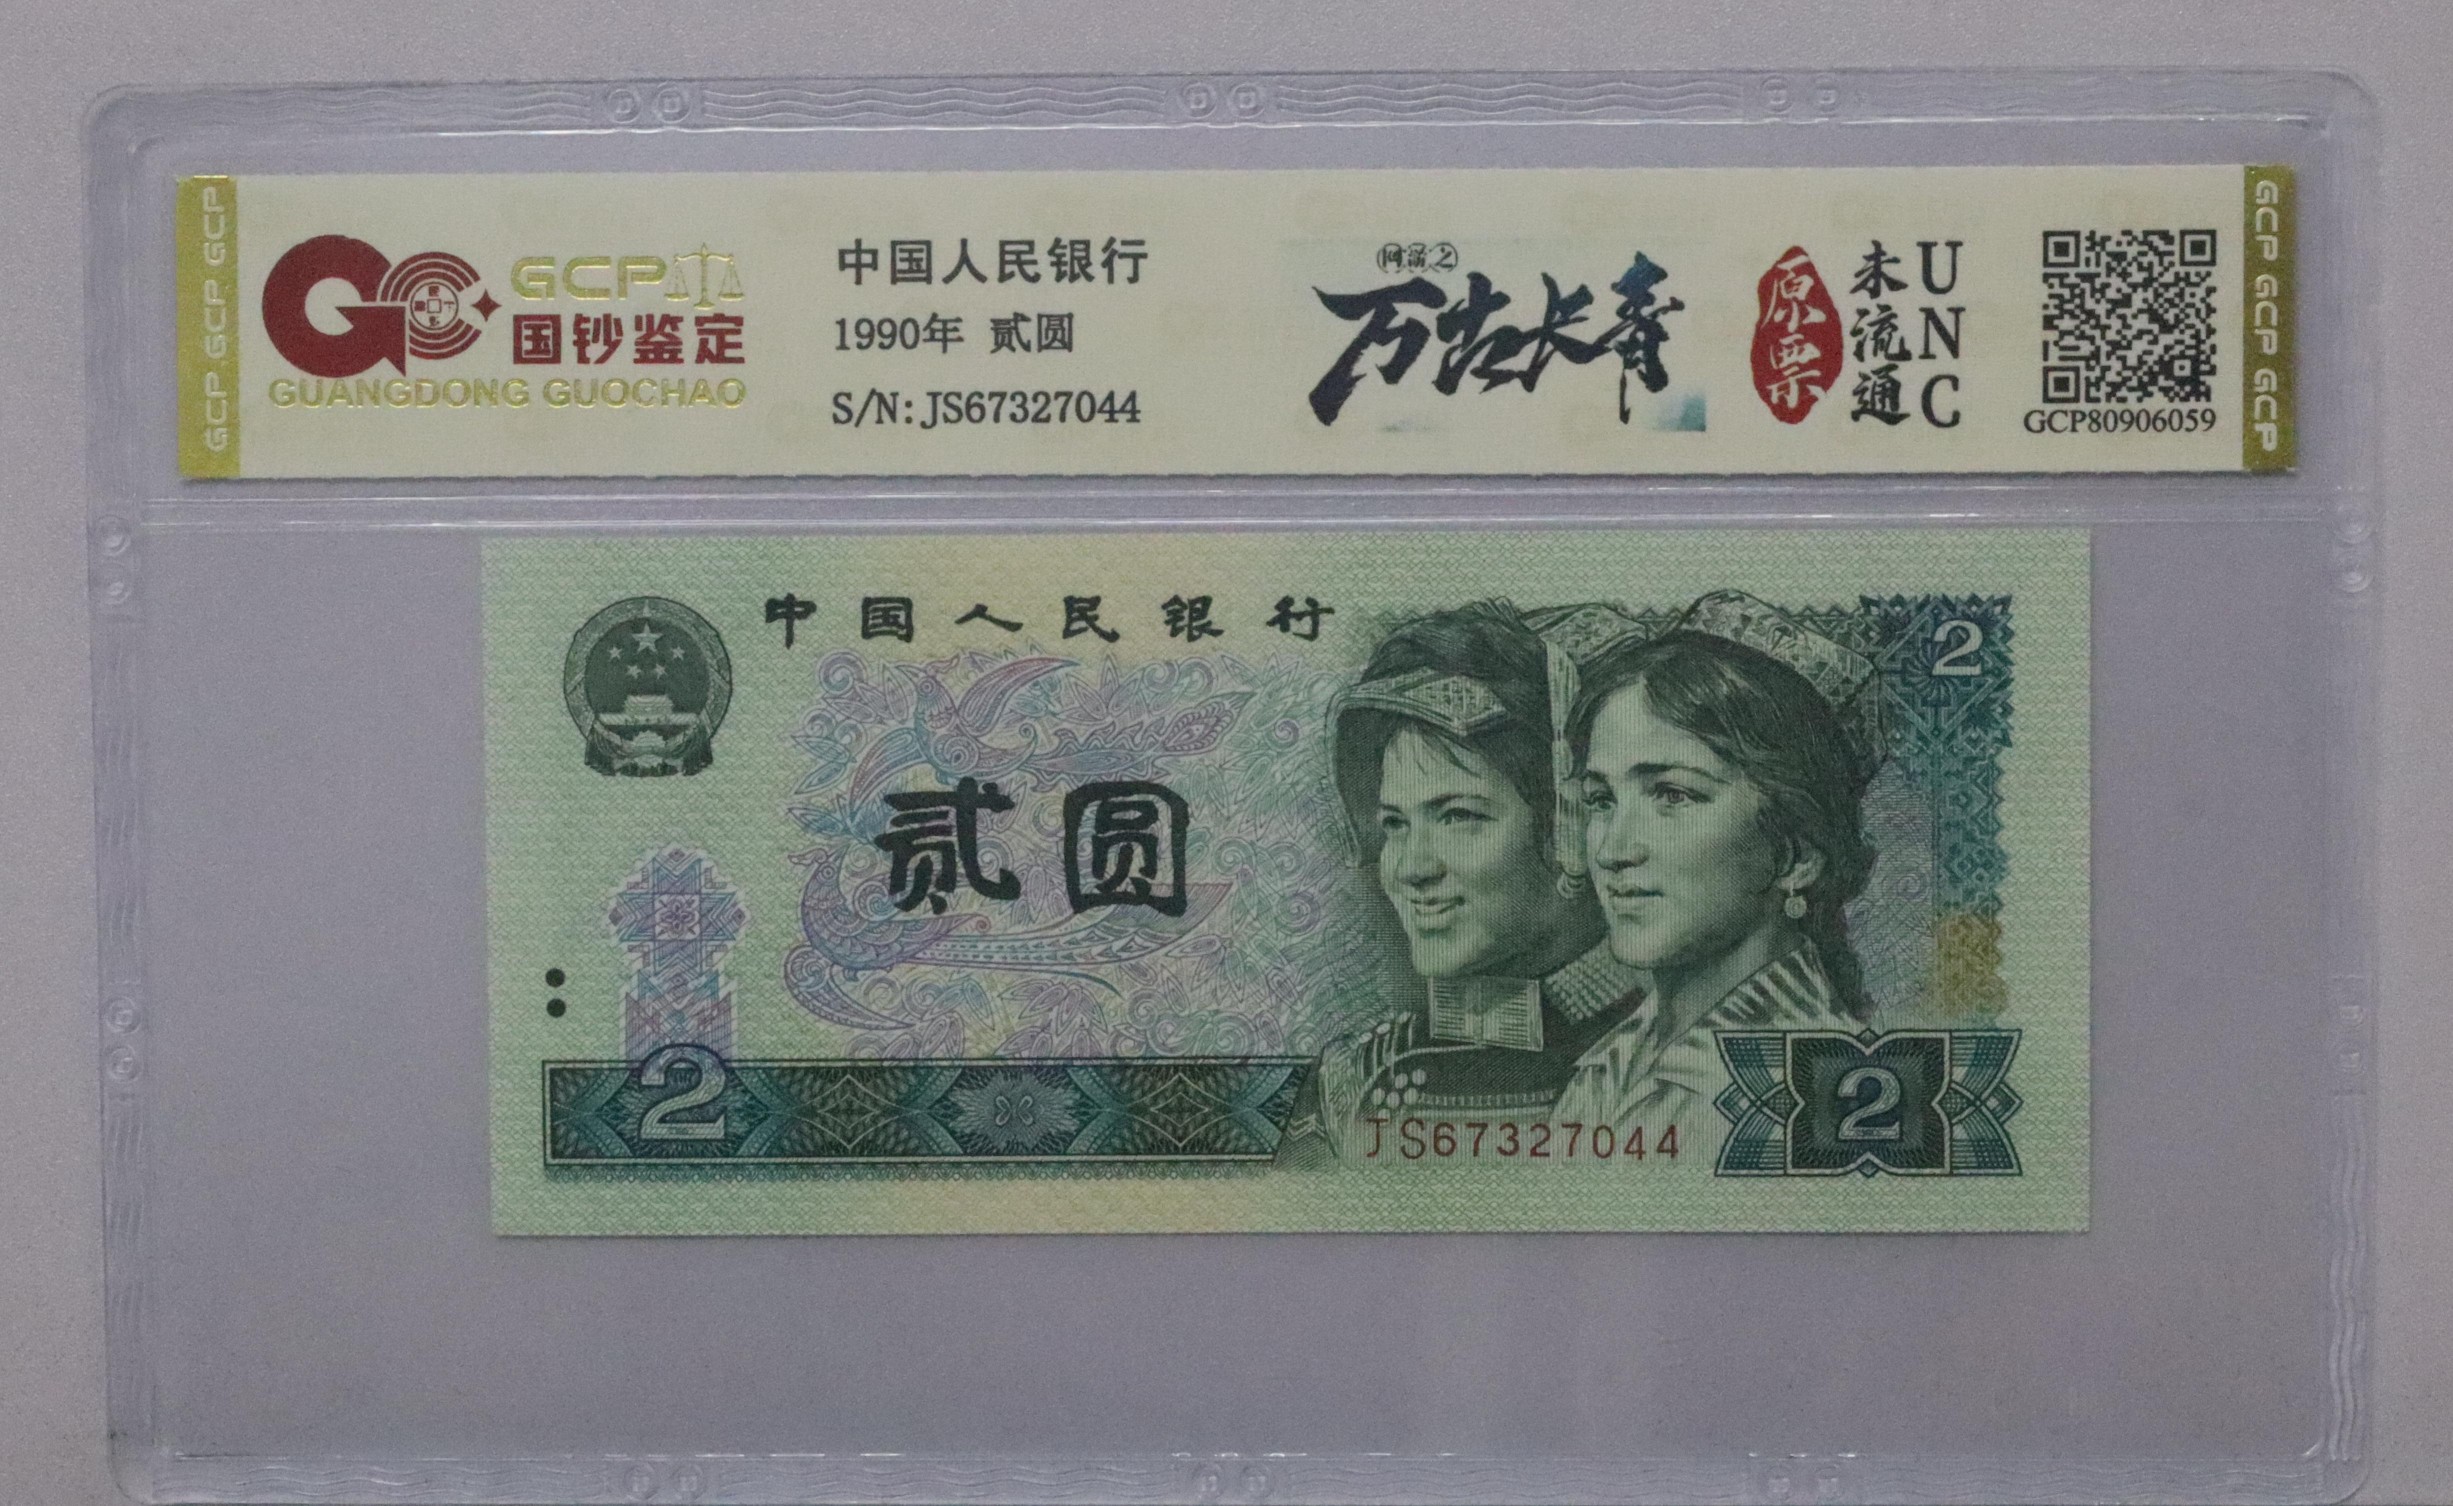 GCP GCP GCP
GCP
国钞鉴定
GUANGDONG GUOCHAO
中国人民银行
1990年 贰圆
S/N: JS67327044
万古长青
原票
未流通
UNC
GCP80906059
GCP GCP GCP
中国人民银行
贰圆
2
2
JS67327044
2